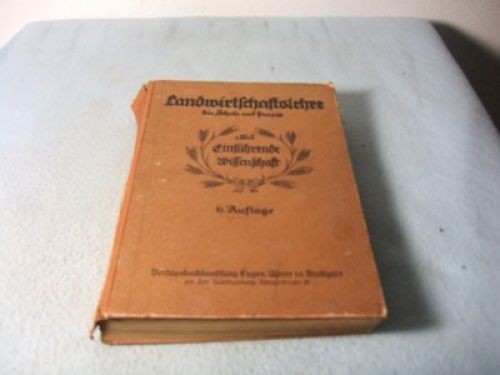 Landwirtschaftslehre
für Schule und Praxis
Einführende
Wissenschaft
6. Auflage
Verlagsbuchhandlung Eugen Ulmer in Stuttgart